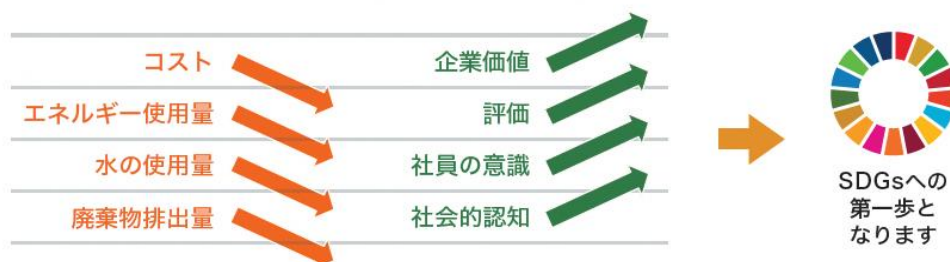 コスト
企業価値
エネルギー使用量
評価
水の使用量
社員の意識
廃棄物排出量
社会的認知
SDGsへの
第一歩と
なります